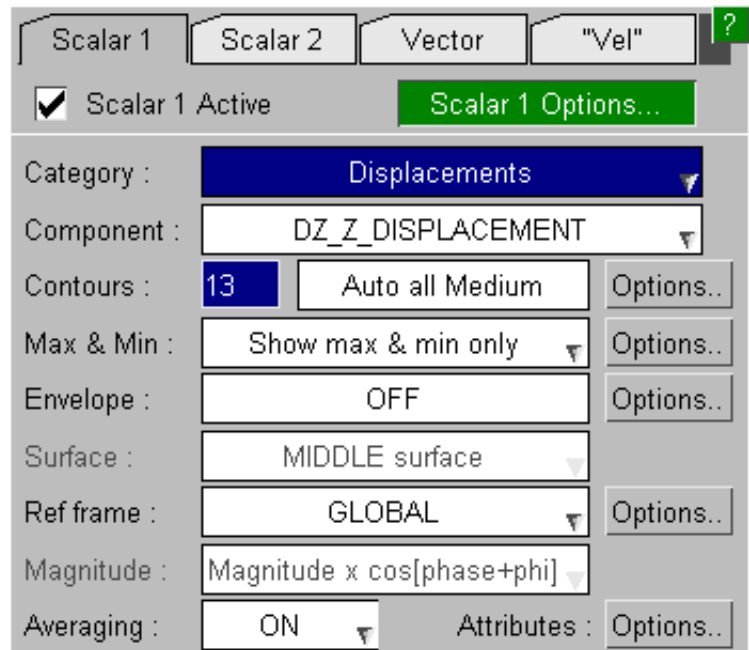 Scalar 1 Scalar 2 Vector "Vel" ?
Scalar 1 Active Scalar 1 Options...
Category : Displacements
Component : DZ_Z_DISPLACEMENT
Contours : 13 Auto all Medium Options..
Max & Min : Show max & min only Options..
Envelope : OFF Options..
Surface : MIDDLE surface
Ref frame : GLOBAL Options..
Magnitude : Magnitude x cos[phase+phi]
Averaging : ON Attributes : Options..